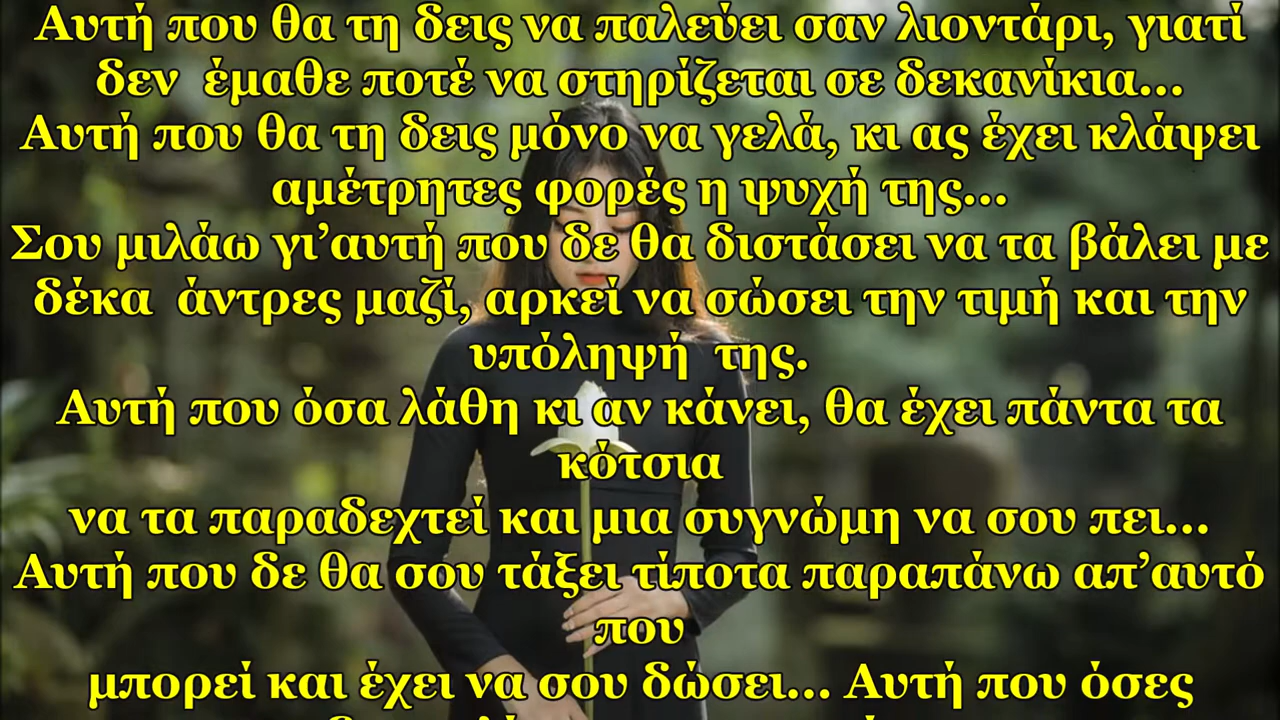 Αυτή που θα τη δεις να παλεύει σαν λιοντάρι, γιατί
δεν έμαθε ποτέ να στηρίζεται σε δεκανίκια...
Αυτή που θα τη δεις μόνο να γελά, κι ας έχει κλάψει
αμέτρητες φορές η ψυχή της...
Σου μιλάω γι’αυτή που δε θα διστάσει να τα βάλει με
δέκα άντρες μαζί, αρκεί να σώσει την τιμή και την
υπόληψή της.
Αυτή που όσα λάθη κι αν κάνει, θα έχει πάντα τα
κότσια
να τα παραδεχτεί και μια συγνώμη να σου πει...
Αυτή που δε θα σου τάξει τίποτα παραπάνω απ’αυτό
που
μπορεί και έχει να σου δώσει... Αυτή που όσες